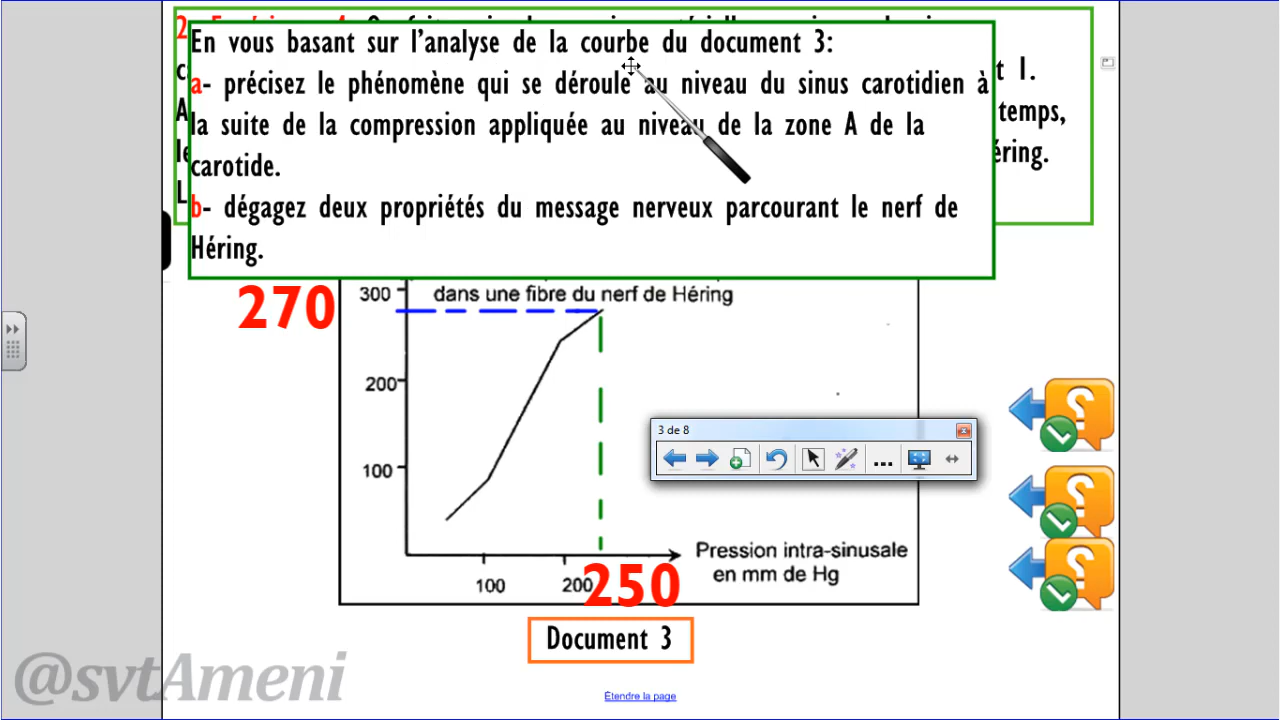 En vous basant sur l'analyse de la courbe du document 3:
a- précisez le phénomène qui se déroule au niveau du sinus carotidien à
la suite de la compression appliquée au niveau de la zone A de la
carotide.
b- dégagez deux propriétés du message nerveux parcourant le nerf de
Héring.
t 1.
temps,
éring.
270
300
dans une fibre du nerf de Héring
200
100
3 de 8
Pression intra-sinusale
en mm de Hg
100
200
250
Document 3
@svtAmeni
Étendre la page